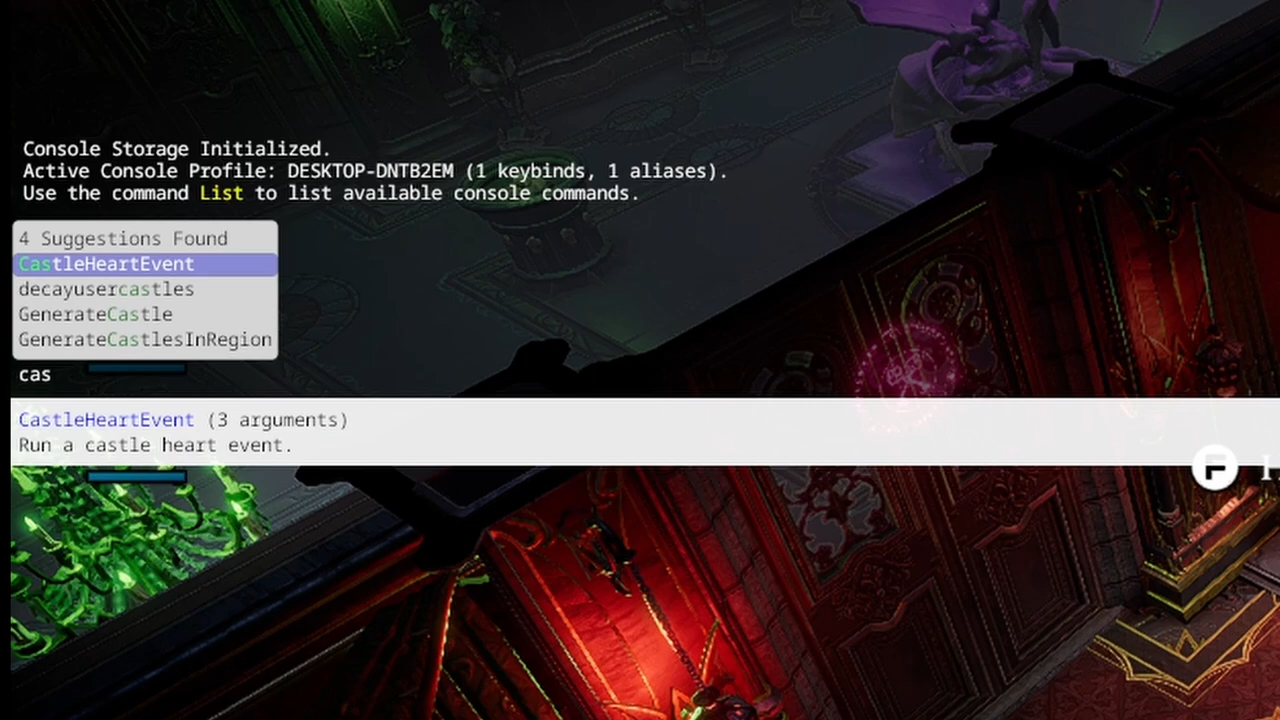 Console Storage Initialized.
Active Console Profile: DESKTOP-DNTB2EM (1 keybinds, 1 aliases).
Use the command List to list available console commands.
4 Suggestions Found
CastleHeartEvent
decayusercastles
GenerateCastle
GenerateCastlesInRegion
cas
CastleHeartEvent (3 arguments)
Run a castle heart event.
F